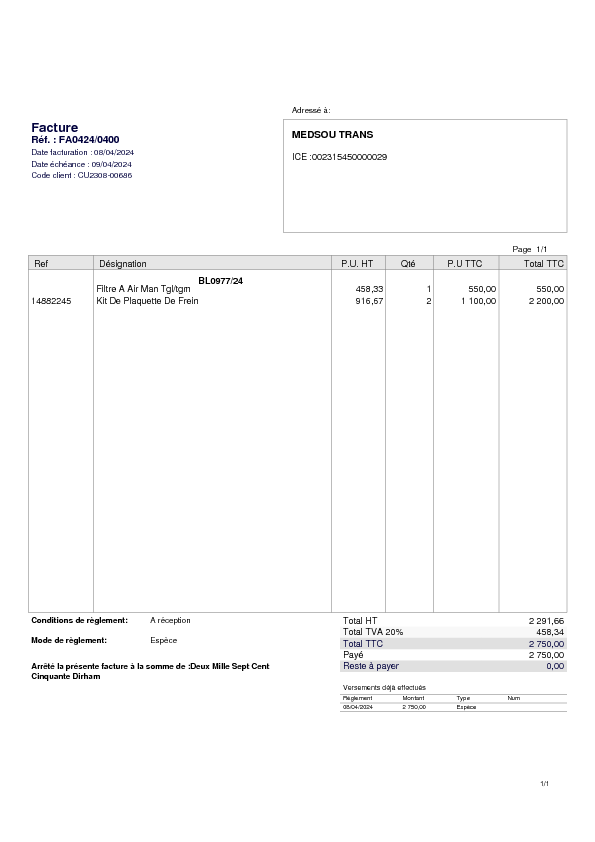 Adressé à:
Facture
Réf. : FA0424/0400
Date facturation : 08/04/2024
Date échéance : 09/04/2024
Code client : CU2308-00686
MEDSOU TRANS
ICE :002315450000029
Page 1/1
Ref Désignation P.U. HT Qté P.U TTC Total TTC
BL0977/24
Filtre A Air Man Tgl/tgm 458,33 1 550,00 550,00
14882245 Kit De Plaquette De Frein 916,67 2 1 100,00 2 200,00
Conditions de règlement: A réception
Mode de règlement: Espèce
Arrêté la présente facture à la somme de :Deux Mille Sept Cent
Cinquante Dirham
Total HT 2 291,66
Total TVA 20% 458,34
Total TTC 2 750,00
Payé 2 750,00
Reste à payer 0,00
Versements déjà effectués
Règlement Montant Type Num
08/04/2024 2 750,00 Espèce
1/1